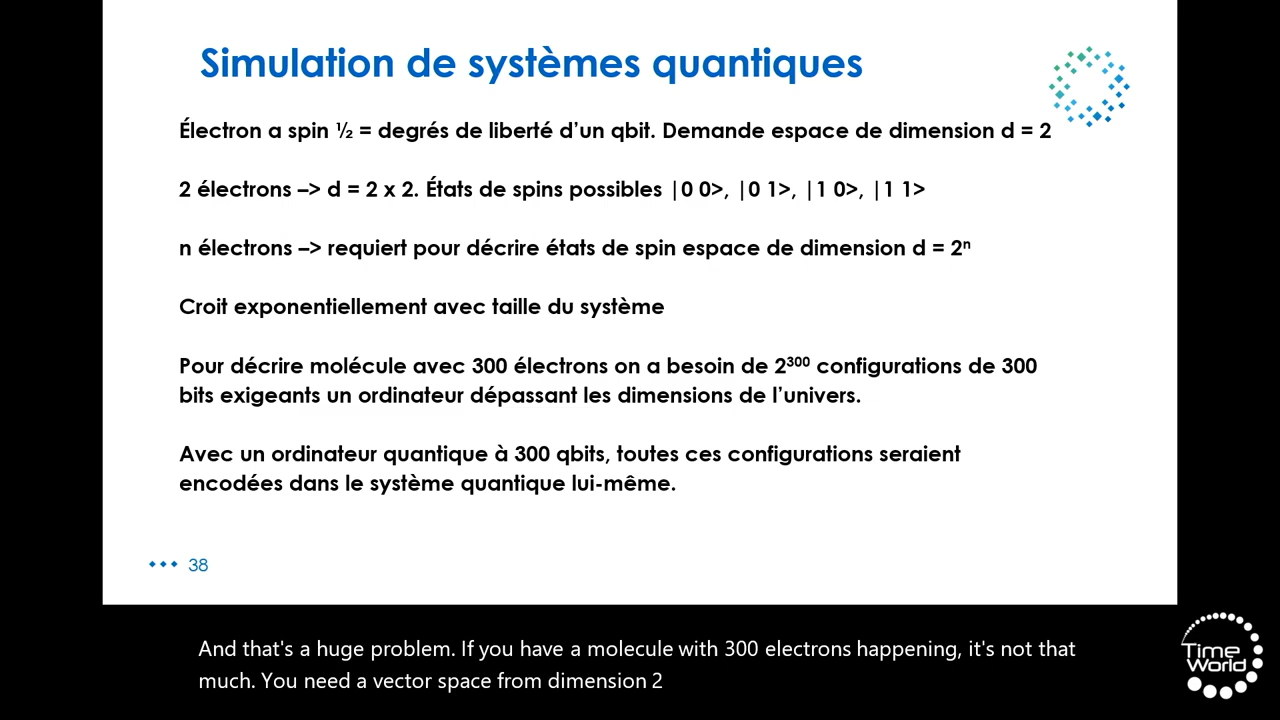 Simulation de systèmes quantiques
Électron a spin ½ = degrés de liberté d’un qbit. Demande espace de dimension d = 2
2 électrons –> d = 2 x 2. États de spins possibles |0 0>, |0 1>, |1 0>, |1 1>
n électrons –> requiert pour décrire états de spin espace de dimension d = 2ⁿ
Croit exponentiellement avec taille du système
Pour décrire molécule avec 300 électrons on a besoin de 2³⁰⁰ configurations de 300
bits exigeants un ordinateur dépassant les dimensions de l’univers.
Avec un ordinateur quantique à 300 qbits, toutes ces configurations seraient
encodées dans le système quantique lui-même.
38
And that's a huge problem. If you have a molecule with 300 electrons happening, it's not that
much. You need a vector space from dimension 2
Time
World